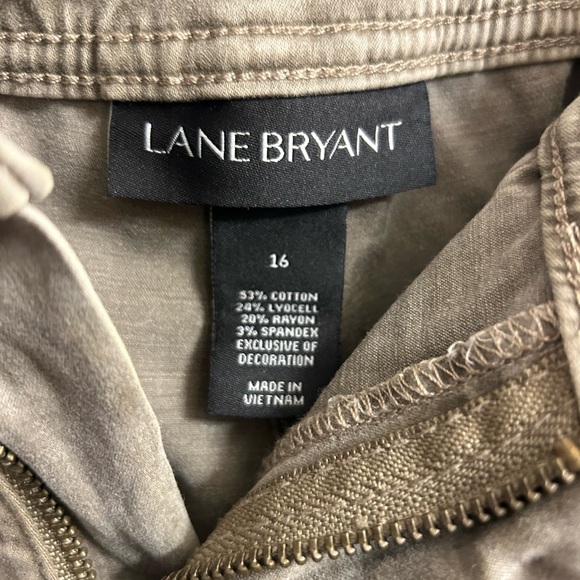 LANE BRYANT
16
53% COTTON
24% LYOCELL
20% RAYON
3% SPANDEX
EXCLUSIVE OF
DECORATION
MADE IN
VIETNAM